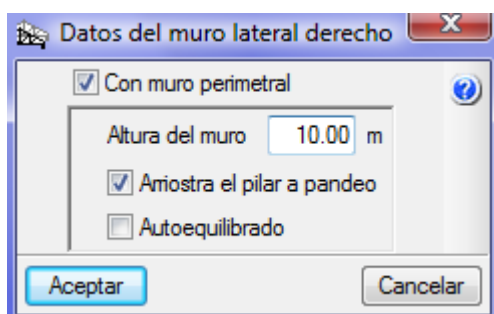 Datos del muro lateral derecho
Con muro perimetral
Altura del muro 10.00 m
Arriostra el pilar a pandeo
Autoequilibrado
Aceptar Cancelar